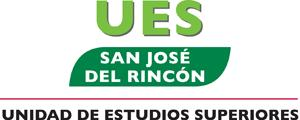 UES
SAN JOSÉ
DEL RINCÓN
UNIDAD DE ESTUDIOS SUPERIORES